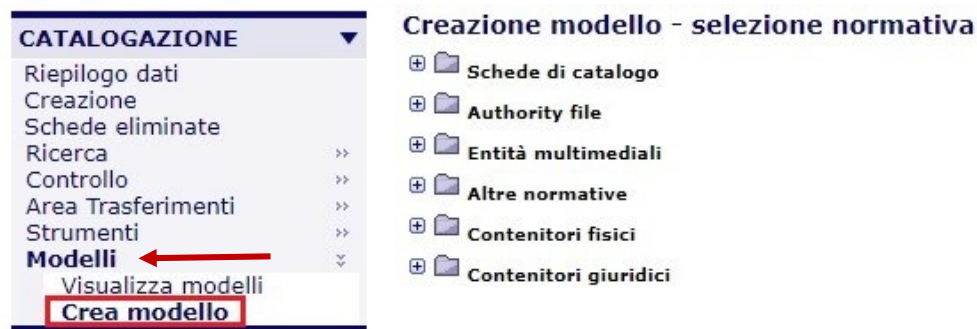 CATALOGAZIONE
Riepilogo dati
Creazione
Schede eliminate
Ricerca
Controllo
Area Trasferimenti
Strumenti
Modelli
Visualizza modelli
Crea modello
Creazione modello - selezione normativa
Schede di catalogo
Authority file
Entità multimediali
Altre normative
Contenitori fisici
Contenitori giuridici